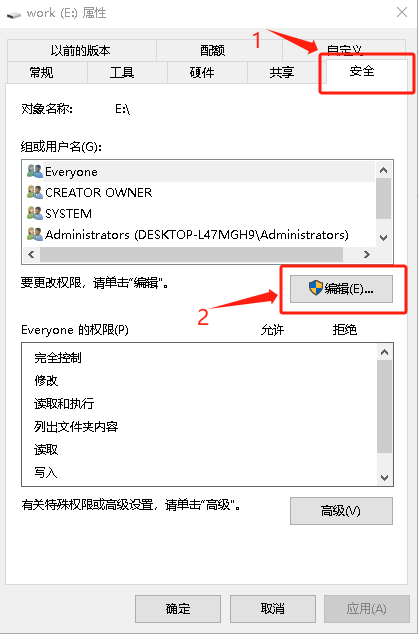 work (E:) 属性
1
以前的版本 配额 自定义
常规 工具 硬件 共享 安全
对象名称: E:\
组或用户名(G):
Everyone
CREATOR OWNER
SYSTEM
Administrators (DESKTOP-L47MGH9\Administrators)
要更改权限，请单击"编辑"。
编辑(E)...
2
Everyone 的权限(P) 允许 拒绝
完全控制
修改
读取和执行
列出文件夹内容
读取
写入
有关特殊权限或高级设置，请单击"高级"。
高级(V)
确定 取消 应用(A)